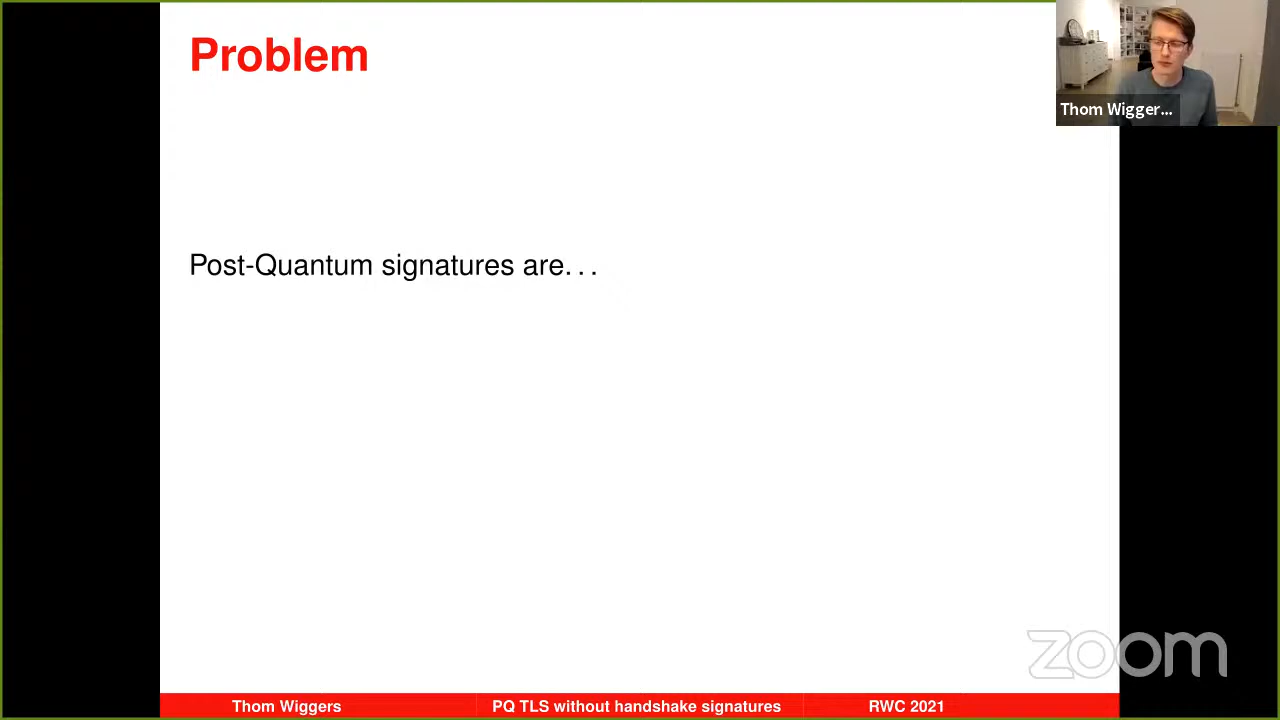 Problem
Thom Wigger...
Post-Quantum signatures are. . .
zoom
Thom Wiggers
PQ TLS without handshake signatures
RWC 2021